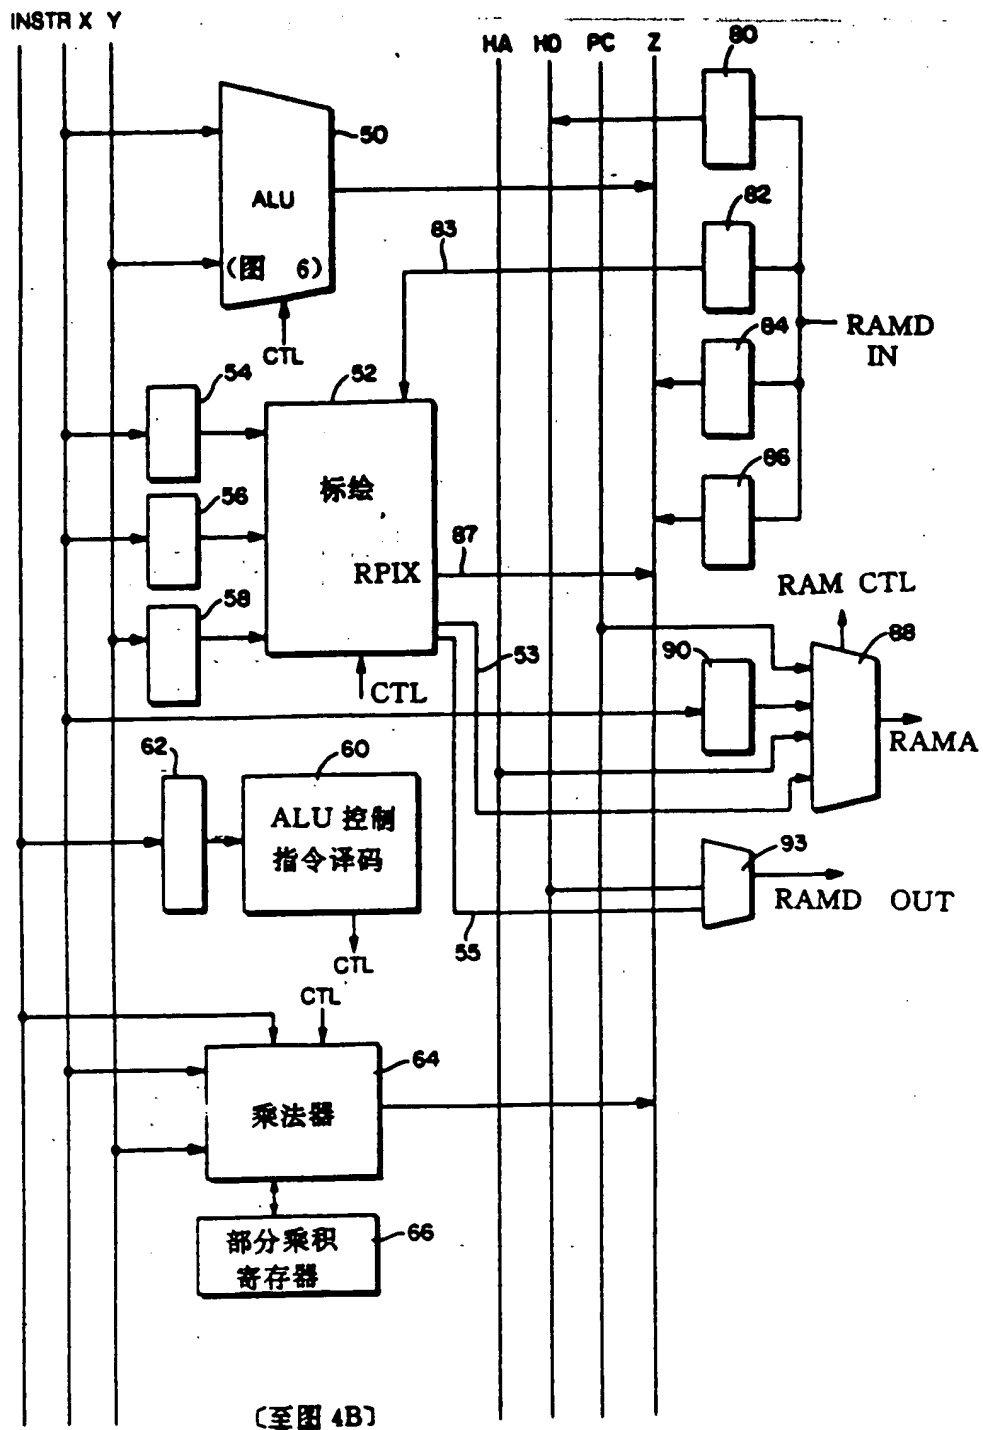 INSTR X Y
HA HD PC Z
80
50
ALU
(图 6)
CTL
82
83
84
RAMD
IN
54
52
标绘
56
86
87
RPIX
58
RAM CTL
88
53
90
CTL
RAMA
62
60
ALU 控制
指令译码
93
RAMD OUT
55
CTL
CTL
64
乘法器
部分乘积
寄存器
66
〔至图 4B〕